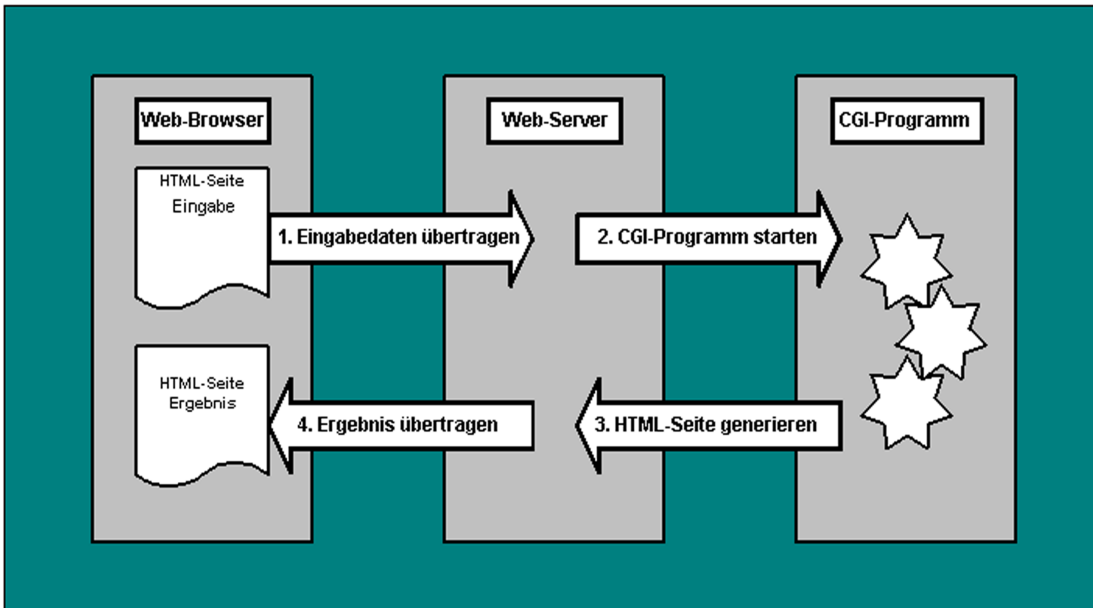 Web-Browser
Web-Server
CGI-Programm
HTML-Seite
Eingabe
1. Eingabedaten übertragen
2. CGI-Programm starten
HTML-Seite
Ergebnis
4. Ergebnis übertragen
3. HTML-Seite generieren